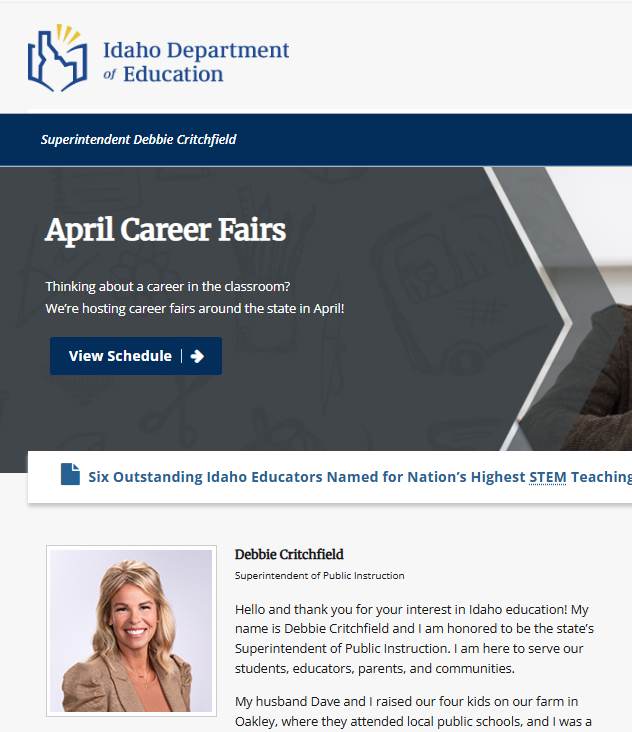 Idaho Department
of Education
Superintendent Debbie Critchfield
April Career Fairs
Thinking about a career in the classroom?
We're hosting career fairs around the state in April!
View Schedule
Six Outstanding Idaho Educators Named for Nation's Highest STEM Teaching
Debbie Critchfield
Superintendent of Public Instruction
Hello and thank you for your interest in Idaho education! My
name is Debbie Critchfield and I am honored to be the state's
Superintendent of Public Instruction. I am here to serve our
students, educators, parents, and communities.
My husband Dave and I raised our four kids on our farm in
Oakley, where they attended local public schools, and I was a